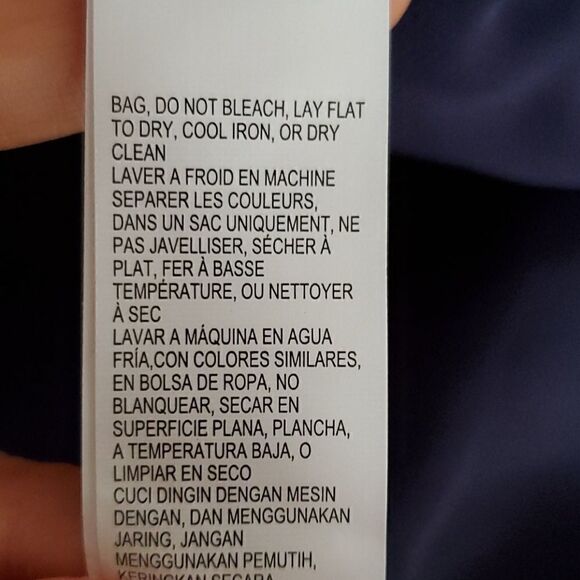 BAG, DO NOT BLEACH, LAY FLAT
TO DRY, COOL IRON, OR DRY
CLEAN
LAVER A FROID EN MACHINE
SEPARER LES COULEURS,
DANS UN SAC UNIQUEMENT, NE
PAS JAVELLISER, SÉCHER À
PLAT, FER À BASSE
TEMPÉRATURE, OU NETTOYER
À SEC
LAVAR A MÁQUINA EN AGUA
FRÍA,CON COLORES SIMILARES,
EN BOLSA DE ROPA, NO
BLANQUEAR, SECAR EN
SUPERFICIE PLANA, PLANCHA,
A TEMPERATURA BAJA, O
LIMPIAR EN SECO
CUCI DINGIN DENGAN MESIN
DENGAN, DAN MENGGUNAKAN
JARING, JANGAN
MENGGUNAKAN PEMUTIH,
KERINGKAN SECARA